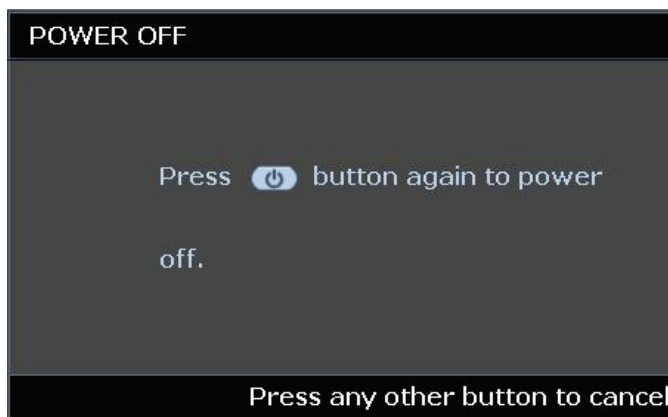 POWER OFF
Press button again to power
off.
Press any other button to cancel